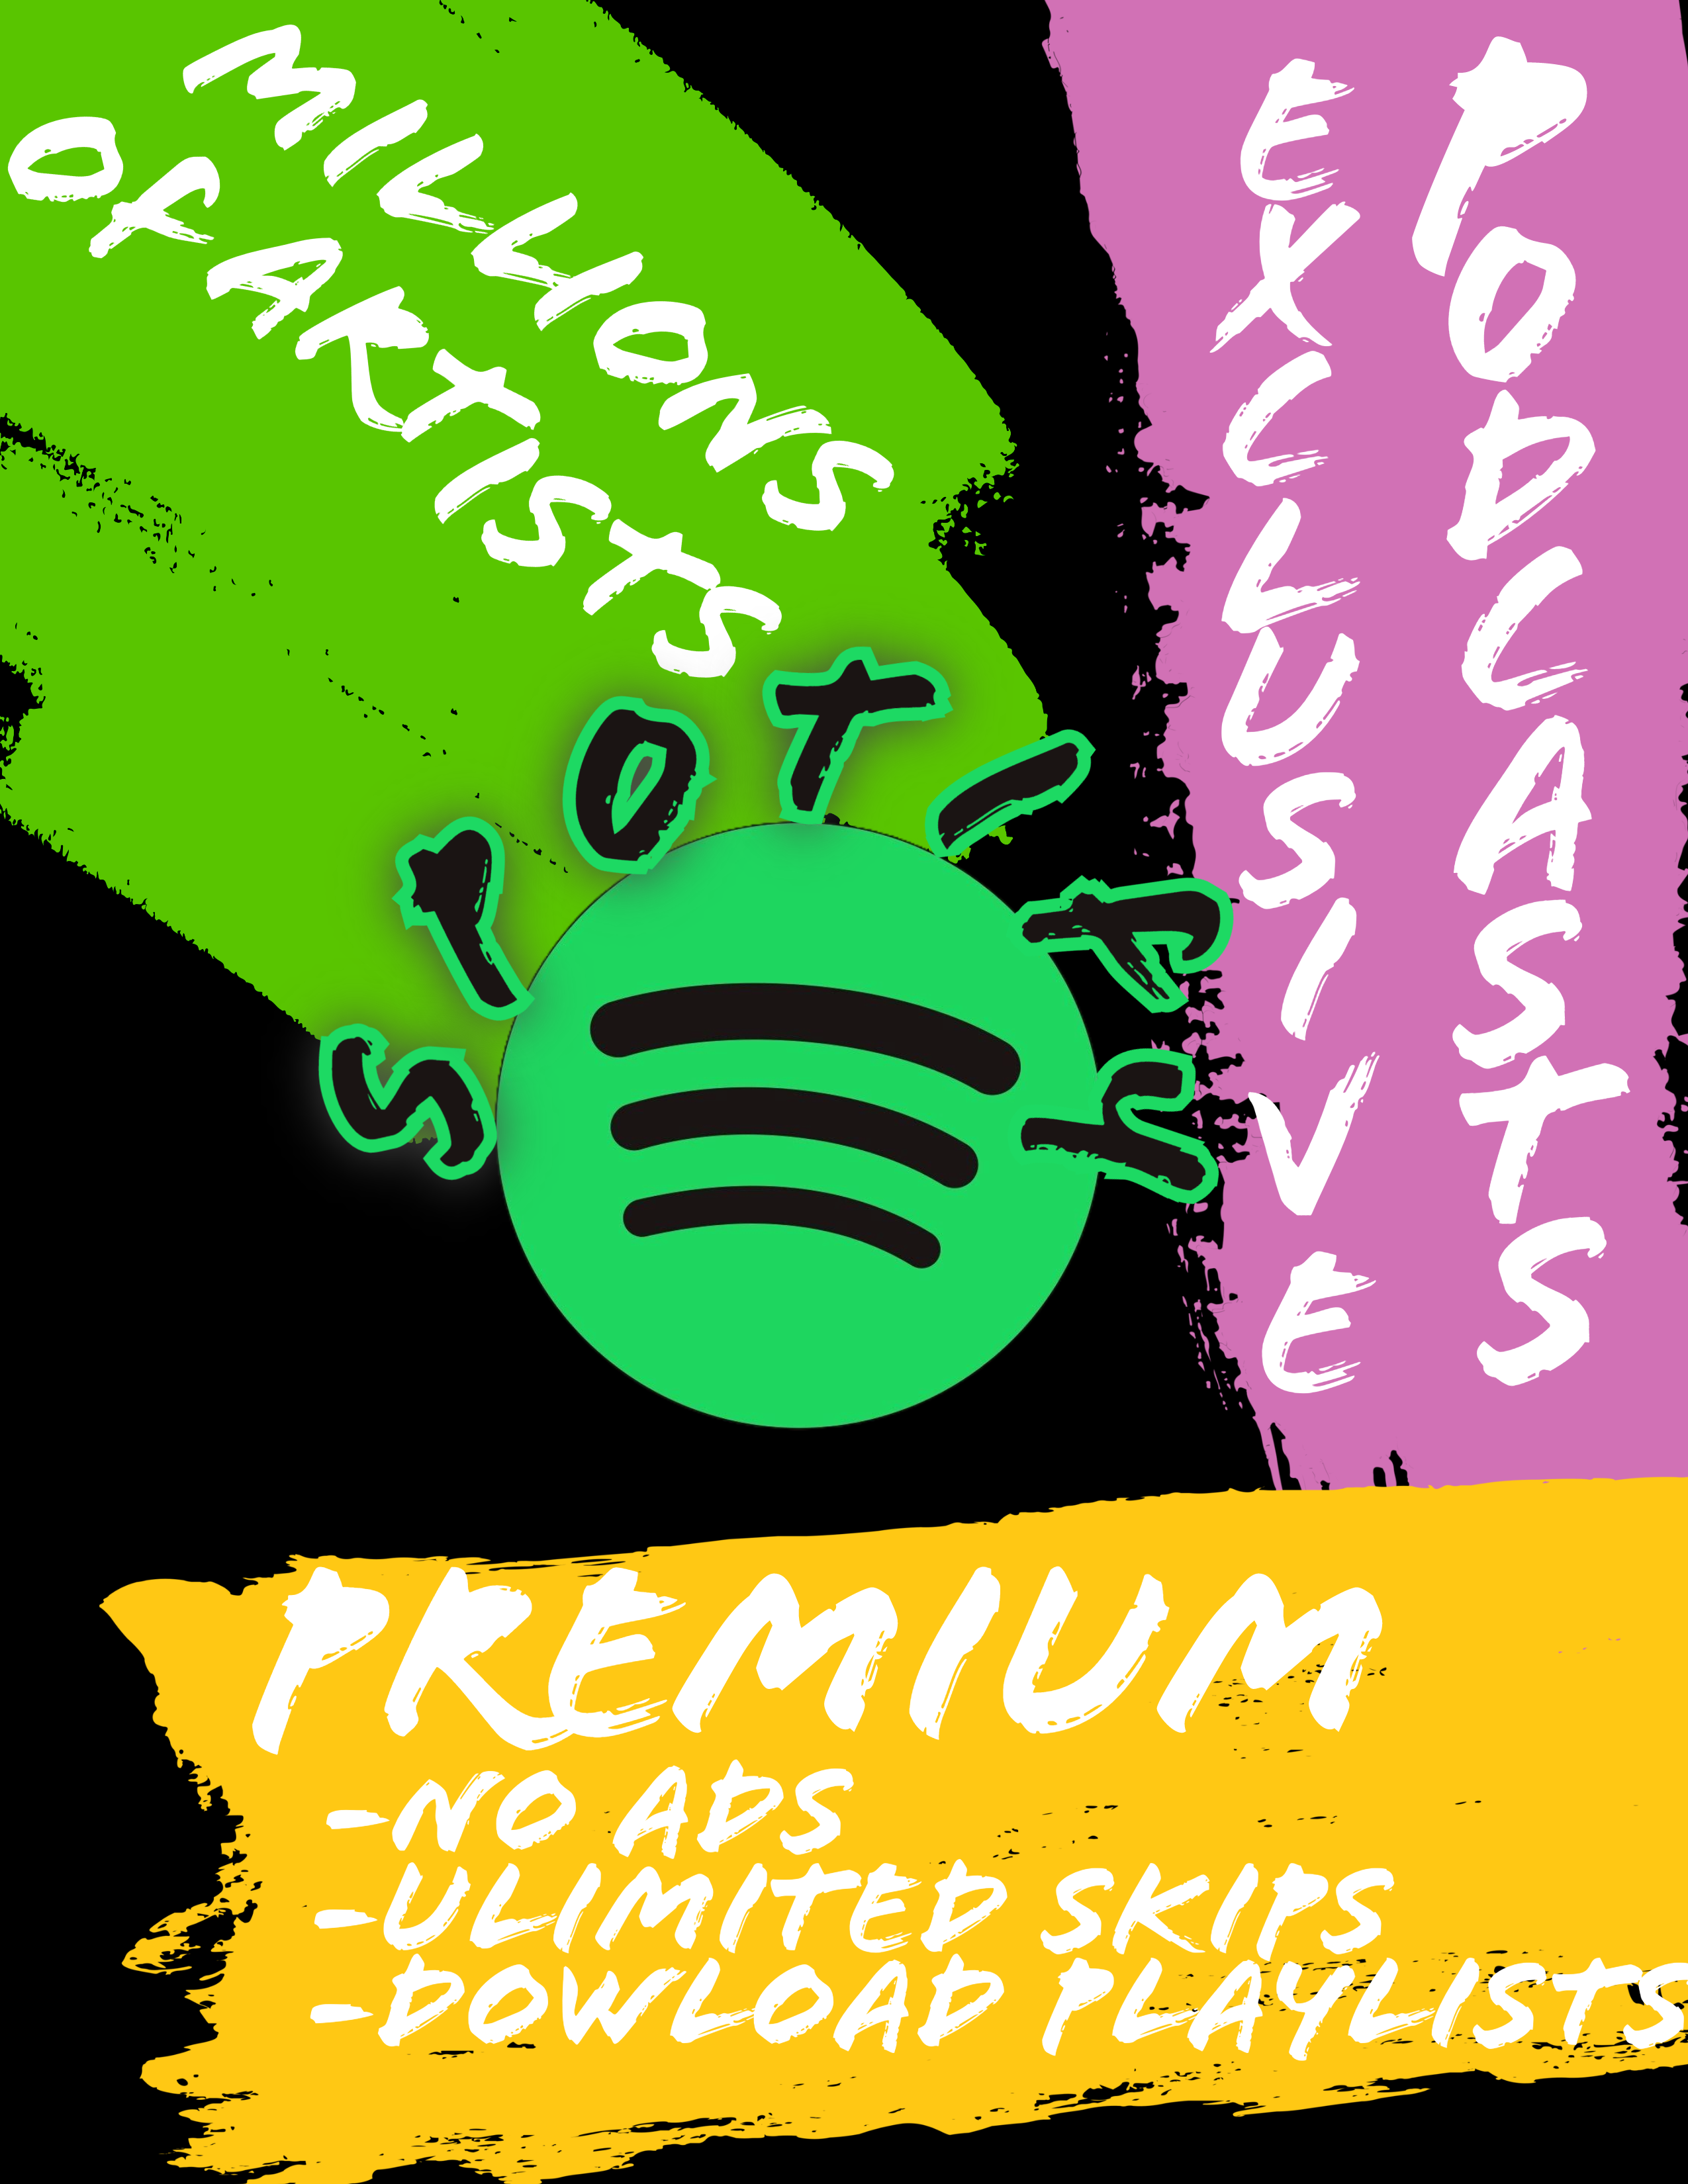 MILLIONS
OF ARTISTS
EXCLUSIVE
PODCASTS
SPOTIFY
PREMIUM
-NO ADS
-ULIMITED SKIPS
-DOWLOAD PLAYLISTS